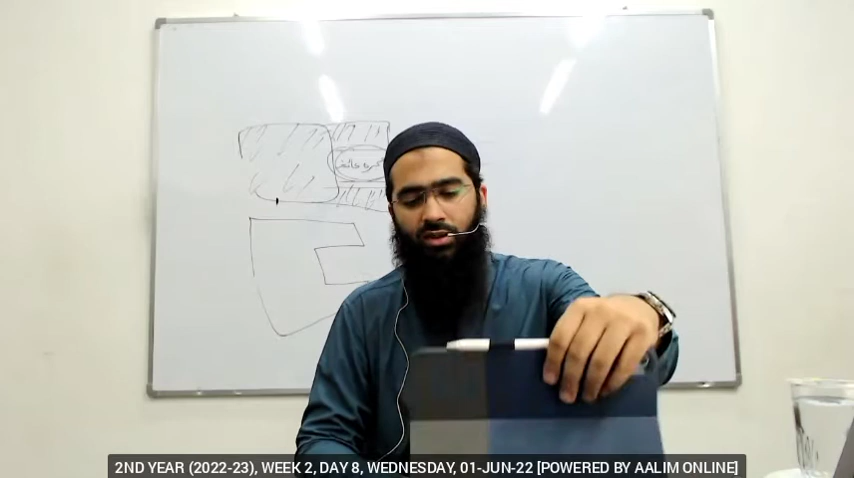 2ND YEAR (2022-23), WEEK 2, DAY 8, WEDNESDAY, 01-JUN-22 [POWERED BY AALIM ONLINE]